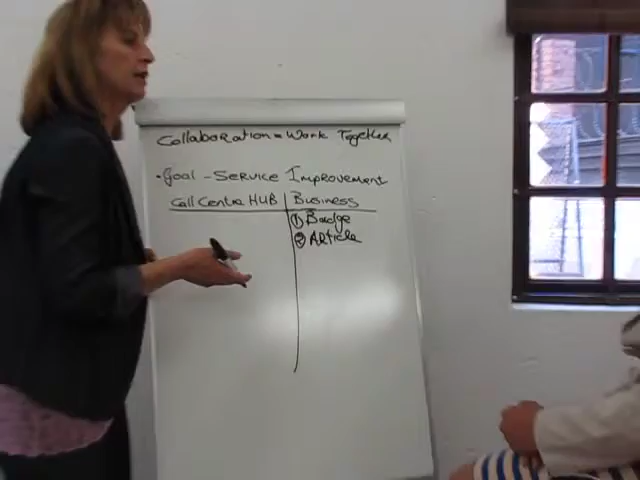 Collaboration = Work Together
• Goal - Service Improvement
Call Centre HUB Business
① Badge
② Article